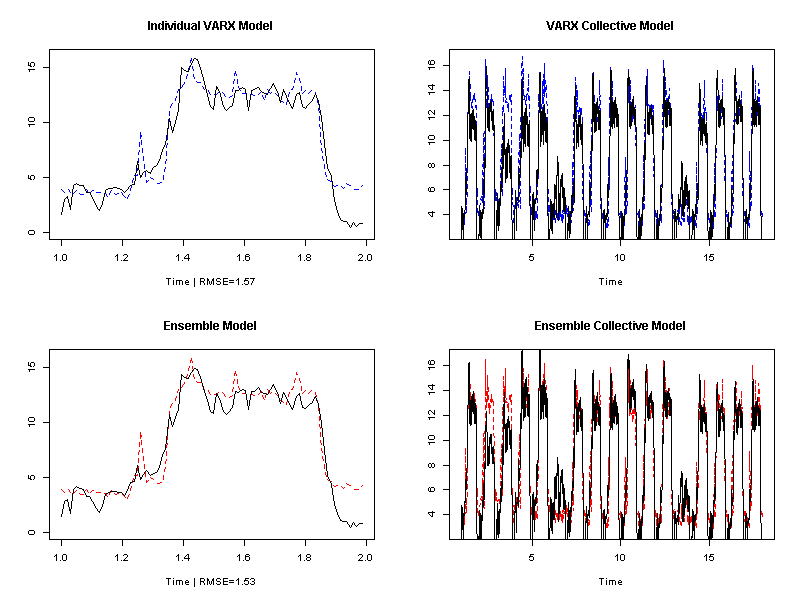 Individual VARX Model
0 5 10 15
1.0 1.2 1.4 1.6 1.8 2.0
Time | RMSE=1.57
VARX Collective Model
4 6 8 10 12 14 16
5 10 15
Time
Ensemble Model
0 5 10 15
1.0 1.2 1.4 1.6 1.8 2.0
Time | RMSE=1.53
Ensemble Collective Model
4 6 8 10 12 14 16
5 10 15
Time